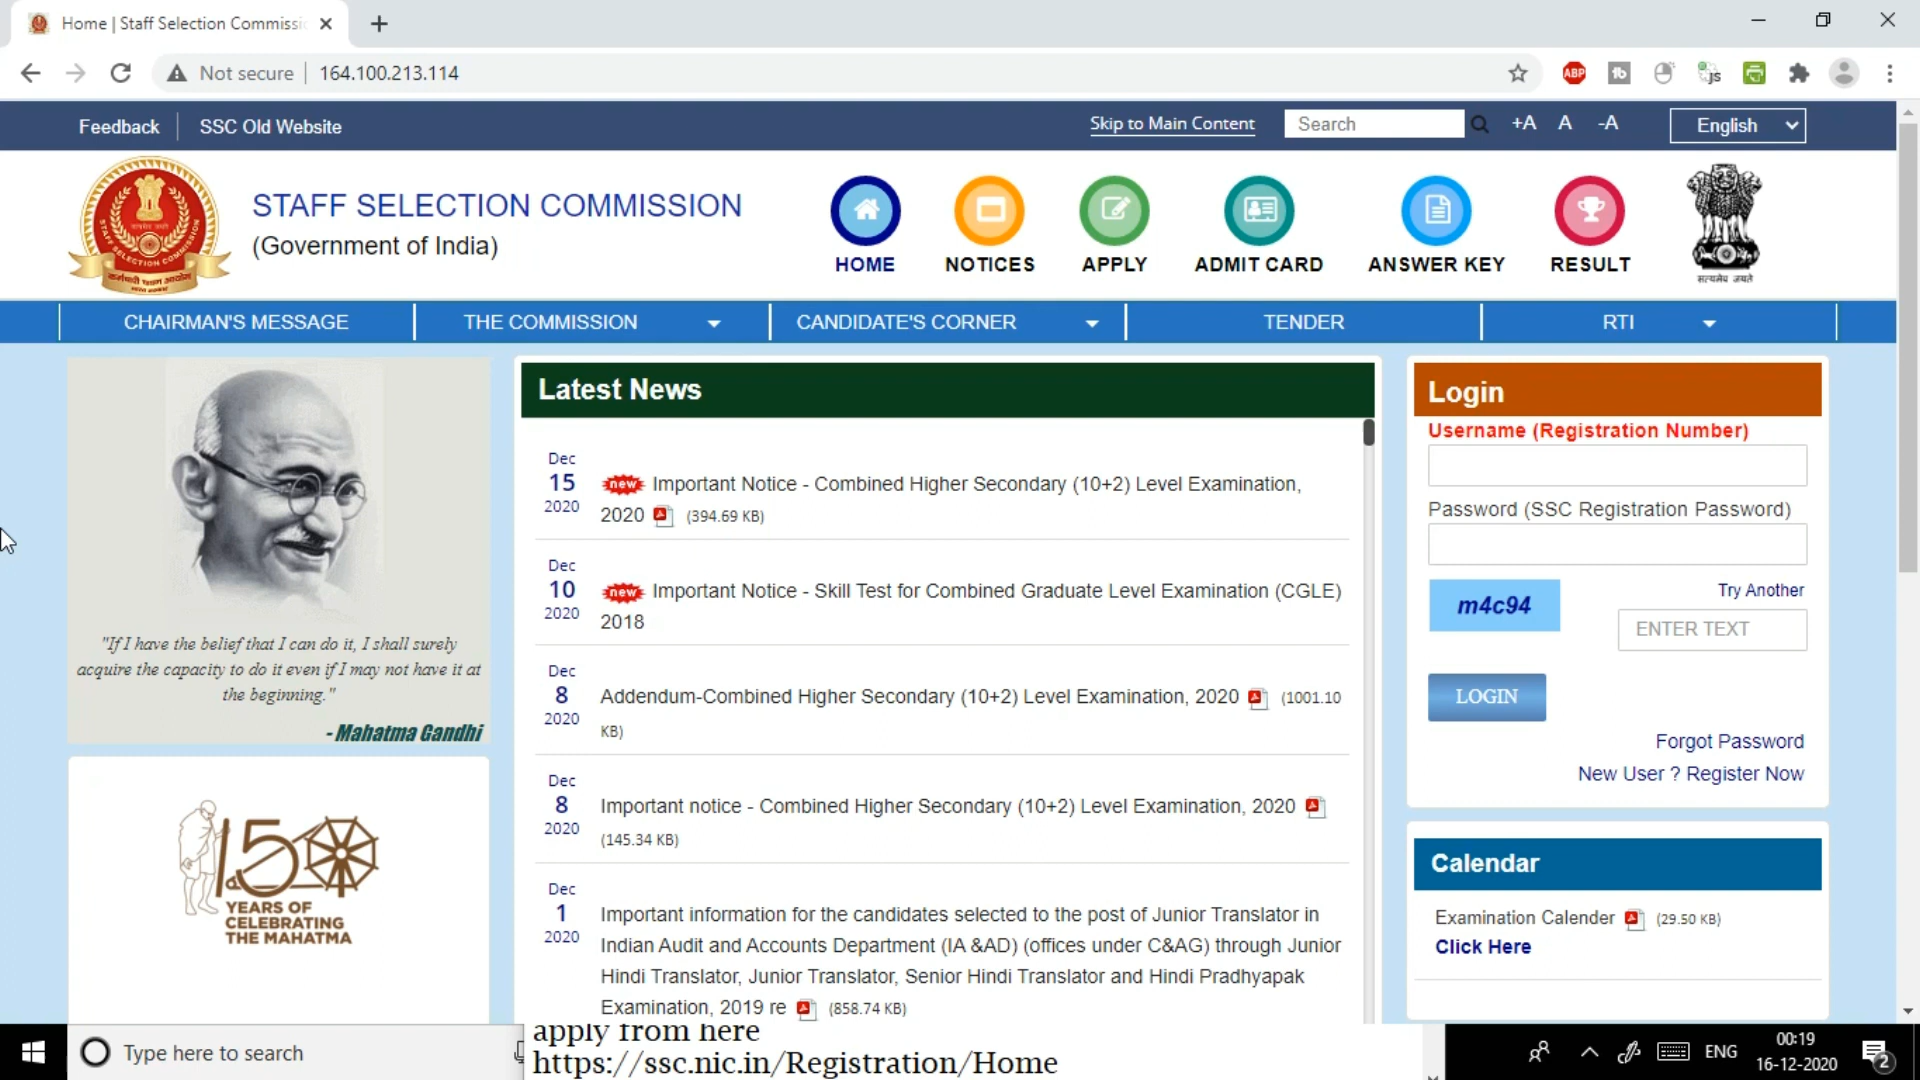 Home | Staff Selection Commissi
Not secure
164.100.213.114
ABP
Feedback
SSC Old Website
Skip to Main Content
Search
+A
A
-A
English
STAFF SELECTION COMMISSION
(Government of India)
HOME
NOTICES
APPLY
ADMIT CARD
ANSWER KEY
RESULT
सत्यमेव जयते
CHAIRMAN'S MESSAGE
THE COMMISSION
CANDIDATE'S CORNER
TENDER
RTI
"If I have the belief that I can do it, I shall surely
acquire the capacity to do it even if I may not have it at
the beginning."
- Mahatma Gandhi
150
YEARS OF
CELEBRATING
THE MAHATMA
Latest News
Dec
15
2020
new Important Notice - Combined Higher Secondary (10+2) Level Examination,
2020 (394.69 KB)
Dec
10
2020
new Important Notice - Skill Test for Combined Graduate Level Examination (CGLE)
2018
Dec
8
2020
Addendum-Combined Higher Secondary (10+2) Level Examination, 2020 (1001.10
KB)
Dec
8
2020
Important notice - Combined Higher Secondary (10+2) Level Examination, 2020
(145.34 KB)
Dec
1
2020
Important information for the candidates selected to the post of Junior Translator in
Indian Audit and Accounts Department (IA &AD) (offices under C&AG) through Junior
Hindi Translator, Junior Translator, Senior Hindi Translator and Hindi Pradhyapak
Examination, 2019 re (858.74 KB)
Login
Username (Registration Number)
Password (SSC Registration Password)
m4c94
Try Another
ENTER TEXT
LOGIN
Forgot Password
New User ? Register Now
Calendar
Examination Calender (29.50 KB)
Click Here
Type here to search
apply from here
https://ssc.nic.in/Registration/Home
ENG
00:19
16-12-2020
2